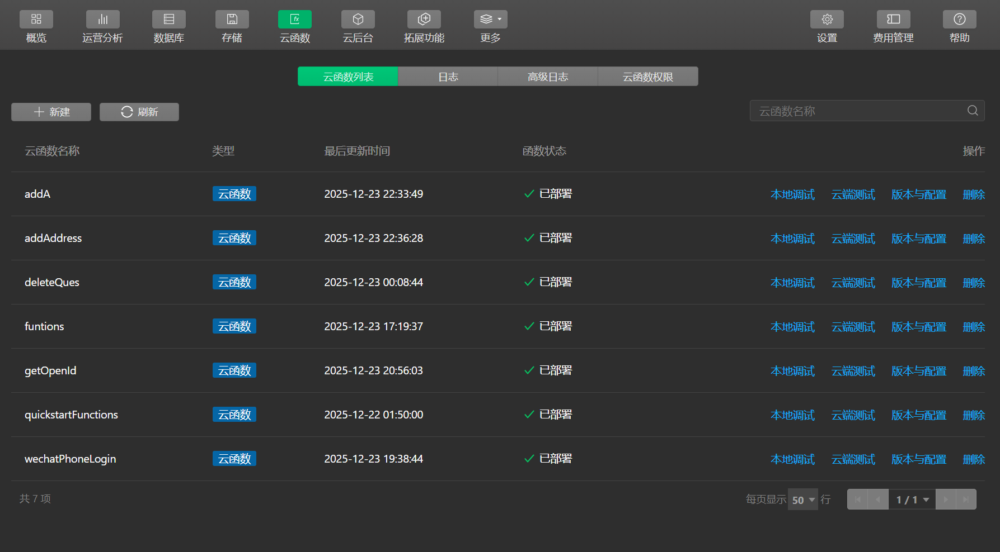 概览 运营分析 数据库 存储 云函数 云后台 拓展功能 更多 设置 费用管理 帮助
云函数列表 日志 高级日志 云函数权限
新建 刷新 云函数名称
云函数名称 类型 最后更新时间 函数状态 操作
addA 云函数 2025-12-23 22:33:49 已部署 本地调试 云端测试 版本与配置 删除
addAddress 云函数 2025-12-23 22:36:28 已部署 本地调试 云端测试 版本与配置 删除
deleteQues 云函数 2025-12-23 00:08:44 已部署 本地调试 云端测试 版本与配置 删除
funtions 云函数 2025-12-23 17:19:37 已部署 本地调试 云端测试 版本与配置 删除
getOpenId 云函数 2025-12-23 20:56:03 已部署 本地调试 云端测试 版本与配置 删除
quickstartFunctions 云函数 2025-12-22 01:50:00 已部署 本地调试 云端测试 版本与配置 删除
wechatPhoneLogin 云函数 2025-12-23 19:38:44 已部署 本地调试 云端测试 版本与配置 删除
共 7 项 每页显示 50 行 1 / 1